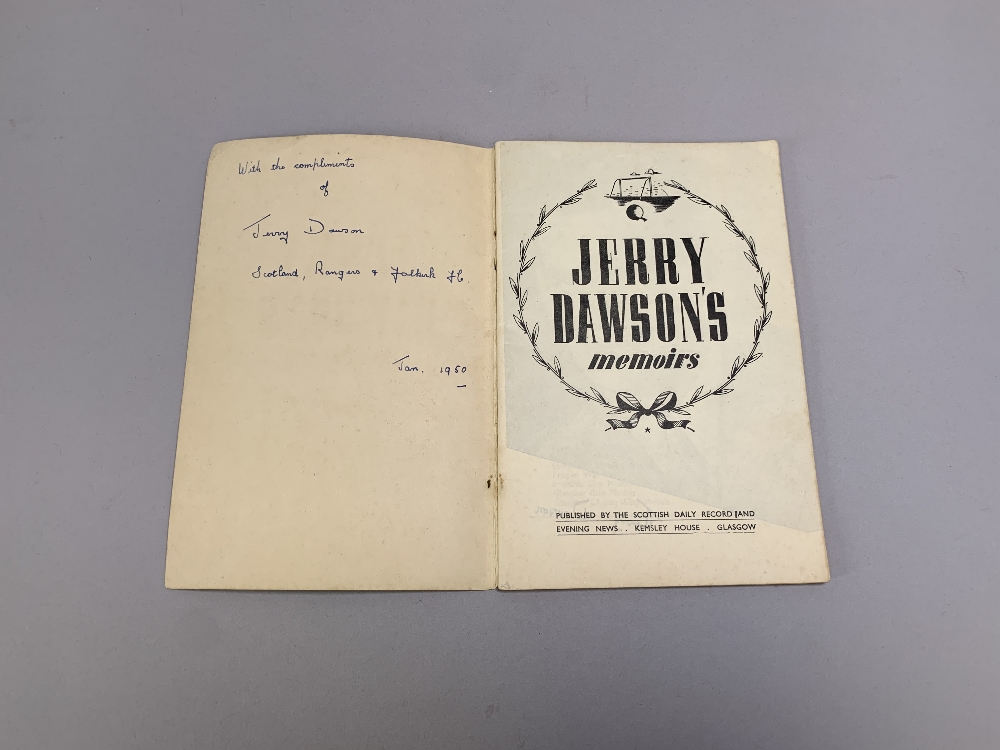 With the compliments
of
Jerry Dawson
Scotland, Rangers & Falkirk FC.
Jan. 1950
JERRY
DAWSON'S
memoirs
PUBLISHED BY THE SCOTTISH DAILY RECORD AND
EVENING NEWS . KEMSLEY HOUSE . GLASGOW